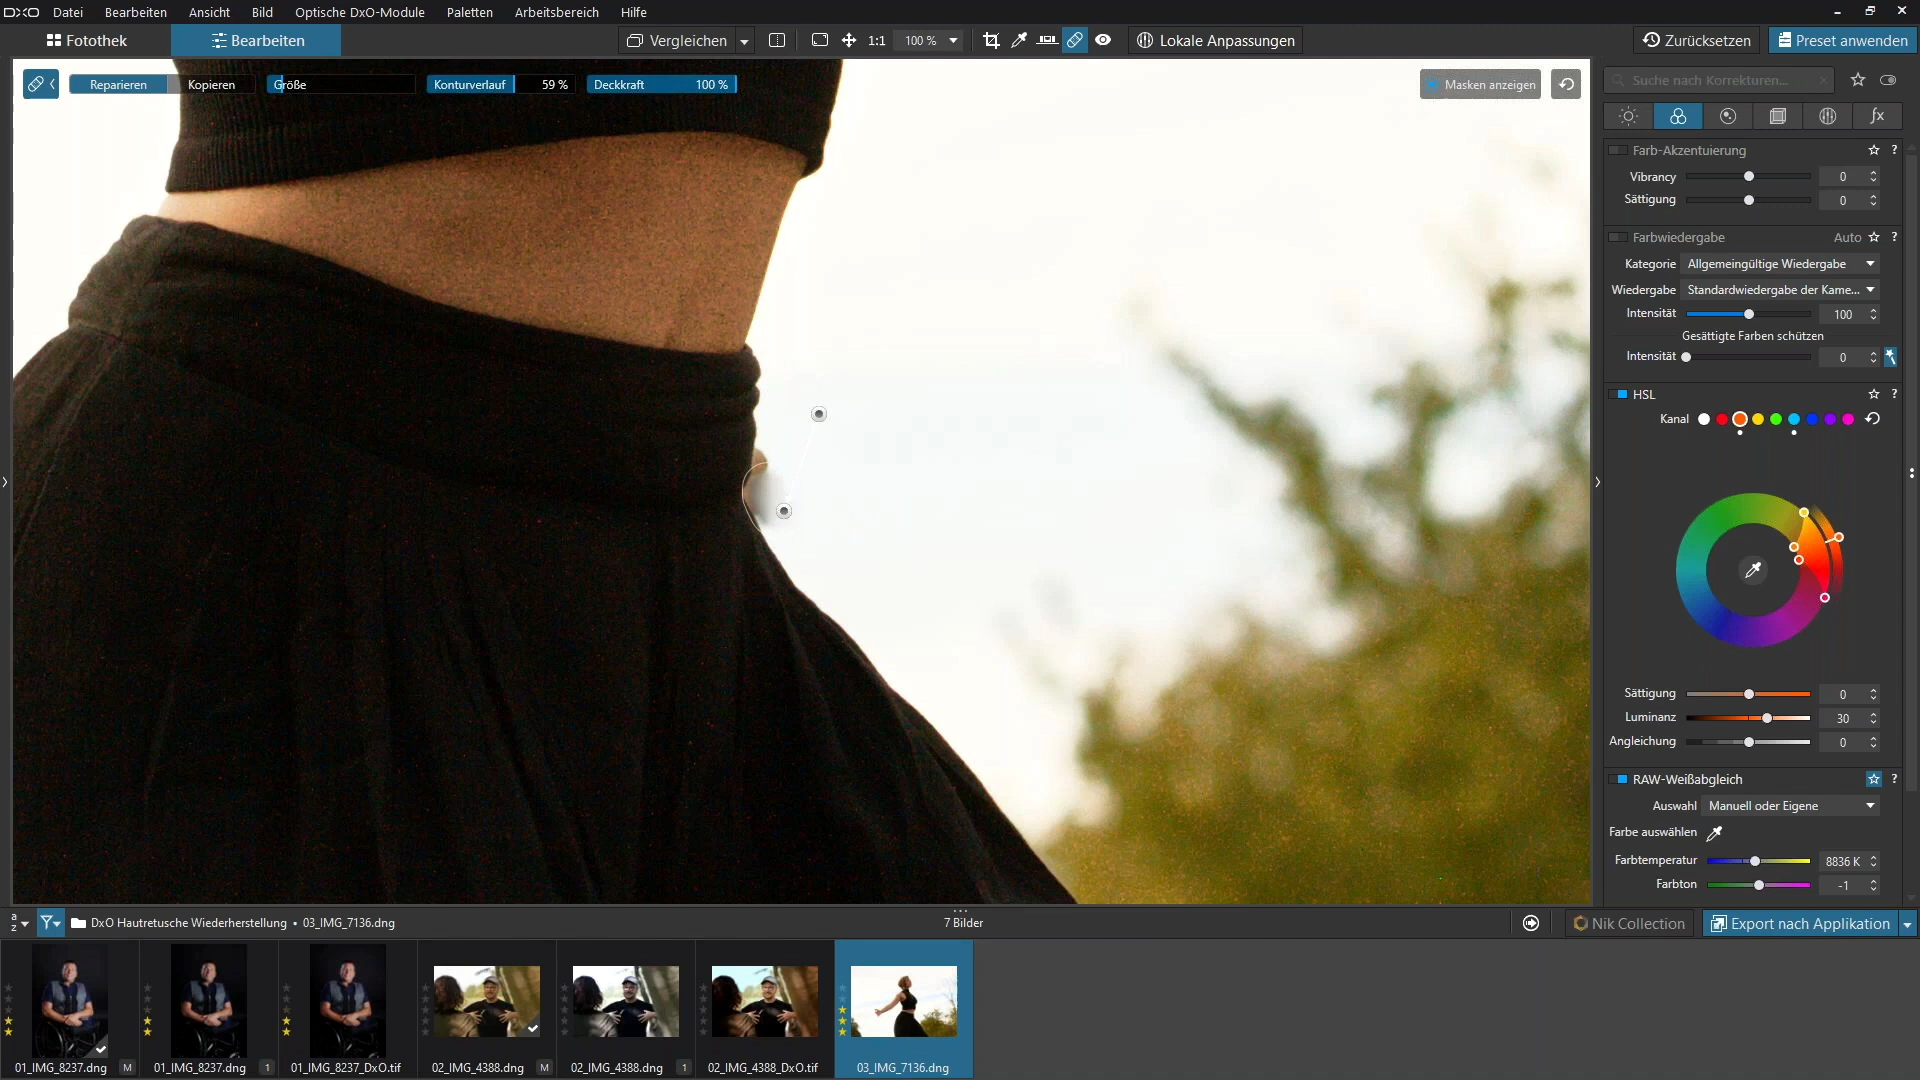 DXO Datei Bearbeiten Ansicht Bild Optische DxO-Module Paletten Arbeitsbereich Hilfe
Fotothek Bearbeiten Vergleichen 1:1 100 % Lokale Anpassungen Zurücksetzen Preset anwenden
Reparieren Kopieren Größe Konturverlauf 59 % Deckkraft 100 % Masken anzeigen
Suche nach Korrekturen...
fx
Farb-Akzentuierung ?
Vibrancy 0
Sättigung 0
Farbwiedergabe Auto ?
Kategorie Allgemeingültige Wiedergabe
Wiedergabe Standardwiedergabe der Kame...
Intensität 100
Gesättigte Farben schützen
Intensität 0
HSL ?
Kanal
Sättigung 0
Luminanz 30
Angleichung 0
RAW-Weißabgleich ?
Auswahl Manuell oder Eigene
Farbe auswählen
Farbtemperatur 8836 K
Farbton -1
a
z
DxO Hautretusche Wiederherstellung • 03_IMG_7136.dng 7 Bilder Nik Collection Export nach Applikation
01_IMG_8237.dng M 01_IMG_8237.dng 1 01_IMG_8237_DxO.tif 02_IMG_4388.dng M 02_IMG_4388.dng 1 02_IMG_4388_DxO.tif 03_IMG_7136.dng